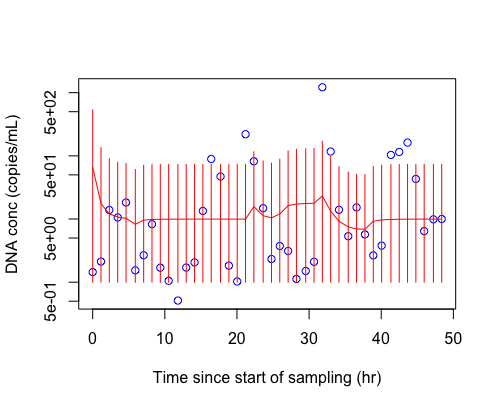 DNA conc (copies/mL)
5e+02
5e+01
5e+00
5e-01
0 10 20 30 40 50
Time since start of sampling (hr)